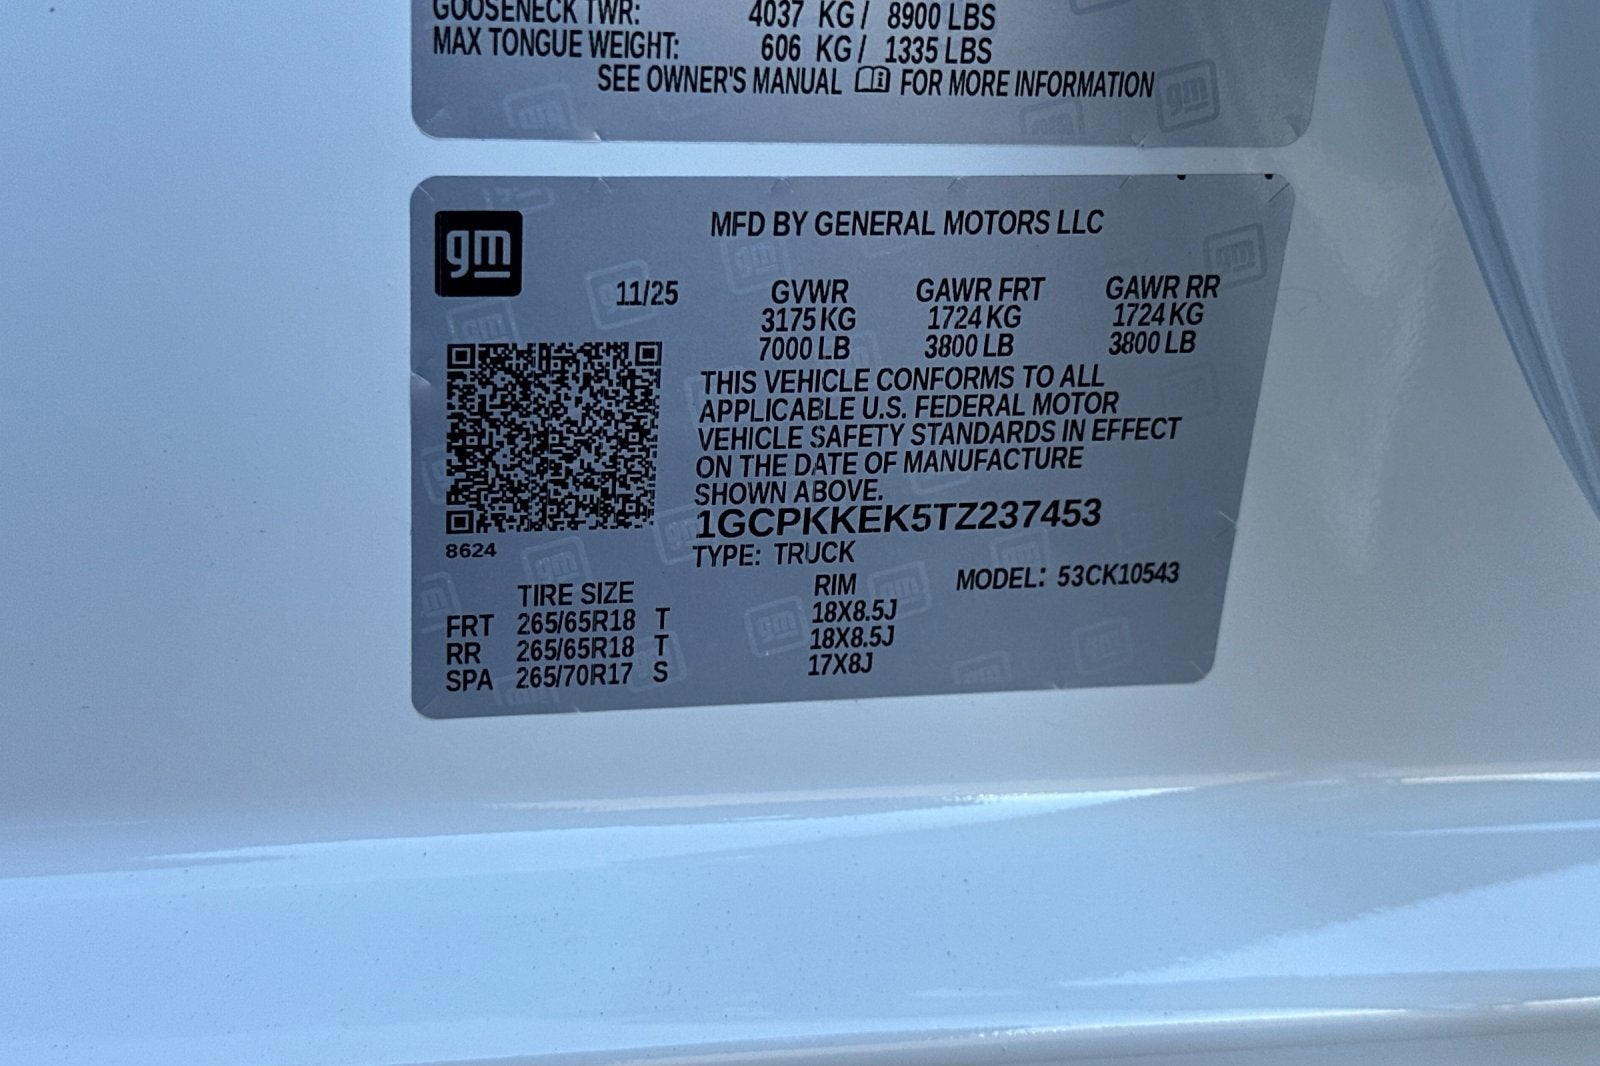 GOOSENECK TWR: 4037 KG / 8900 LBS
MAX TONGUE WEIGHT: 606 KG / 1335 LBS
SEE OWNER'S MANUAL FOR MORE INFORMATION
gm
MFD BY GENERAL MOTORS LLC
11/25 GVWR GAWR FRT GAWR RR
3175 KG 1724 KG 1724 KG
7000 LB 3800 LB 3800 LB
THIS VEHICLE CONFORMS TO ALL
APPLICABLE U.S. FEDERAL MOTOR
VEHICLE SAFETY STANDARDS IN EFFECT
ON THE DATE OF MANUFACTURE
SHOWN ABOVE.
1GCPKKEK5TZ237453
8624
TYPE: TRUCK
MODEL: 53CK10543
TIRE SIZE RIM
FRT 265/65R18 T 18X8.5J
RR 265/65R18 T 18X8.5J
SPA 265/70R17 S 17X8J